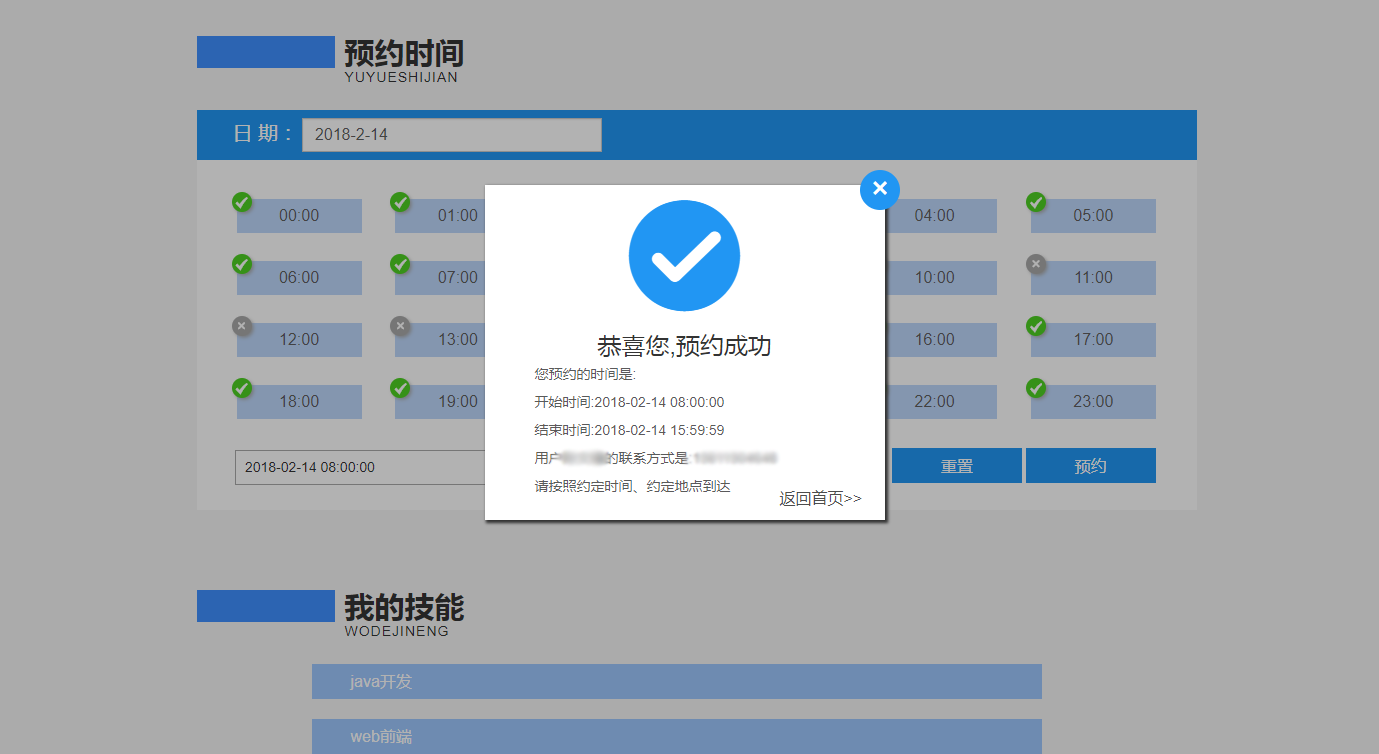 预约时间
YUYUESHIJIAN
日 期： 2018-2-14
00:00 01:00 04:00 05:00
06:00 07:00 10:00 11:00
12:00 13:00 16:00 17:00
18:00 19:00 22:00 23:00
2018-02-14 08:00:00 重置 预约
恭喜您,预约成功
您预约的时间是:
开始时间:2018-02-14 08:00:00
结束时间:2018-02-14 15:59:59
用户 的联系方式是
请按照约定时间、约定地点到达
返回首页>>
我的技能
WODEJINENG
java开发
web前端